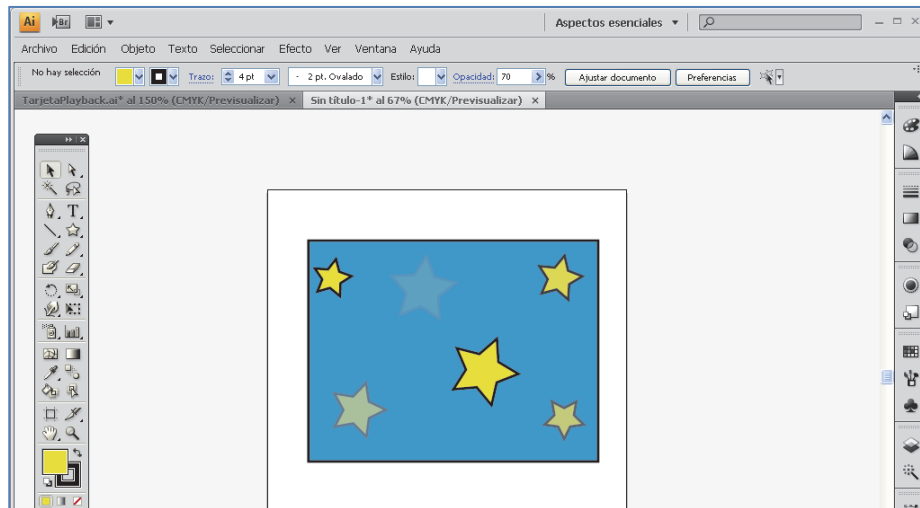 Ai Br Aspectos esenciales
Archivo Edición Objeto Texto Seleccionar Efecto Ver Ventana Ayuda
No hay selección Trazo: 4 pt 2 pt. Ovalado Estilo: Opacidad: 70 % Ajustar documento Preferencias
TarjetaPlayback.ai* al 150% (CMYK/Previsualizar) × Sin título-1* al 67% (CMYK/Previsualizar) ×
T